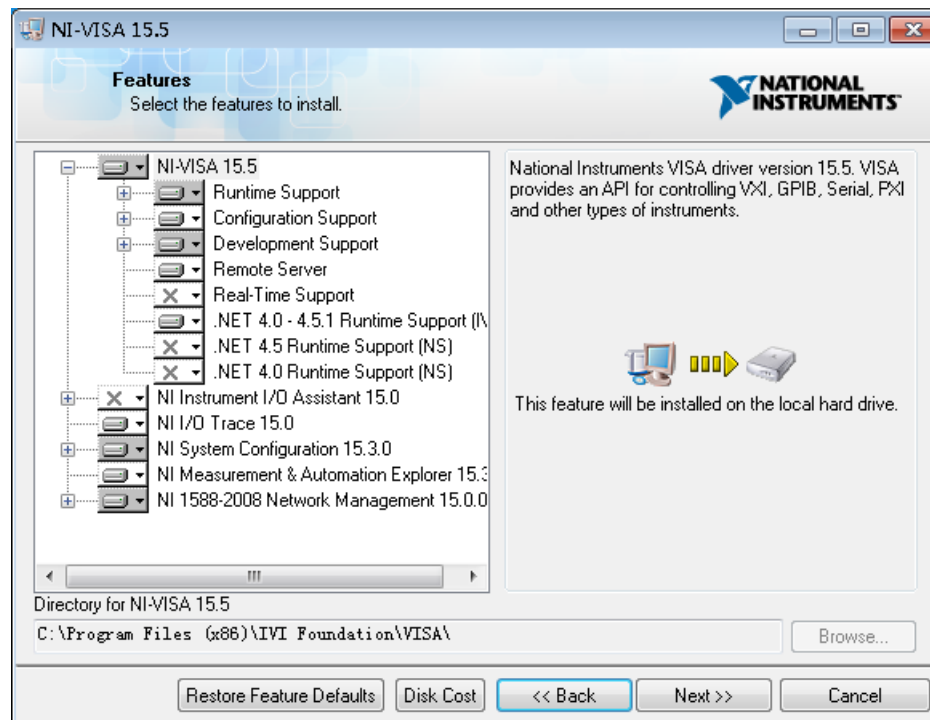 NI-VISA 15.5
Features
Select the features to install.
NATIONAL
INSTRUMENTS
NI-VISA 15.5
Runtime Support
Configuration Support
Development Support
Remote Server
Real-Time Support
.NET 4.0 - 4.5.1 Runtime Support (I\
.NET 4.5 Runtime Support (NS)
.NET 4.0 Runtime Support (NS)
NI Instrument I/O Assistant 15.0
NI I/O Trace 15.0
NI System Configuration 15.3.0
NI Measurement & Automation Explorer 15.3
NI 1588-2008 Network Management 15.0.0
National Instruments VISA driver version 15.5. VISA
provides an API for controlling VXI, GPIB, Serial, PXI
and other types of instruments.
This feature will be installed on the local hard drive.
Directory for NI-VISA 15.5
C:\Program Files (x86)\IVI Foundation\VISA\
Browse...
Restore Feature Defaults
Disk Cost
<< Back
Next >>
Cancel